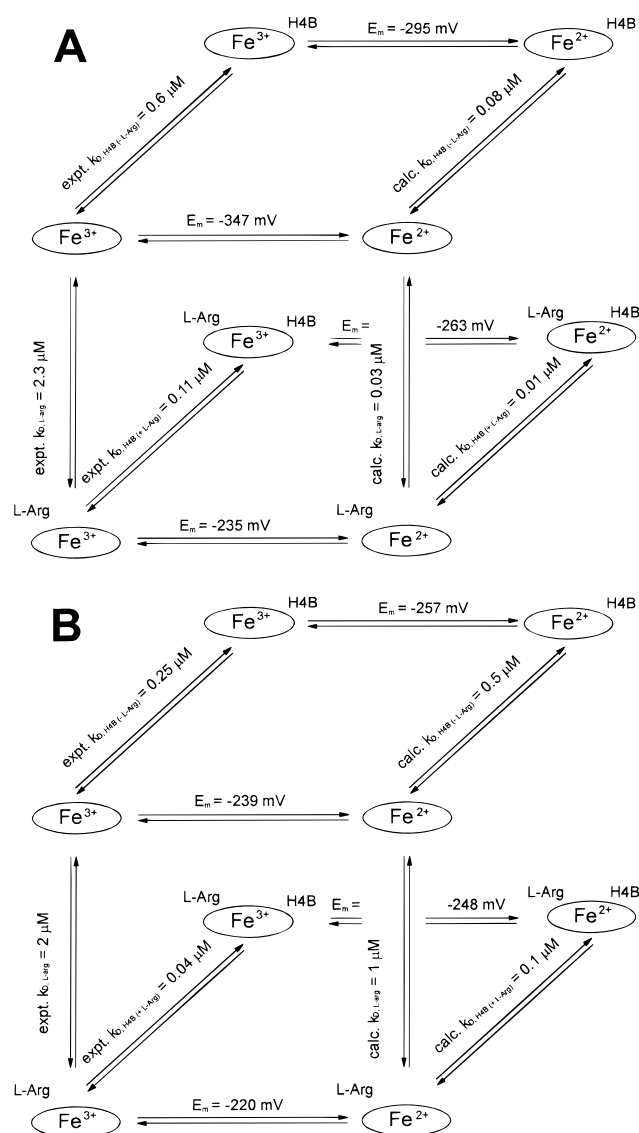 A
H4B
H4B
Fe3+
Em = -295 mV
Fe2+
expt. kD, H4B (- L-Arg) = 0.6 µM
calc. kD, H4B (- L-Arg) = 0.08 µM
Em = -347 mV
Fe3+
Fe2+
L-Arg
H4B
Em =
-263 mV
L-Arg
H4B
Fe3+
Fe2+
expt. kD, L-arg = 2.3 µM
expt. kD, H4B (+ L-Arg) = 0.11 µM
calc. kD, L-arg = 0.03 µM
calc. kD, H4B (+ L-Arg) = 0.01 µM
L-Arg
L-Arg
Fe3+
Em = -235 mV
Fe2+
B
H4B
H4B
Fe3+
Em = -257 mV
Fe2+
expt. kD, H4B (- L-Arg) = 0.25 µM
calc. kD, H4B (- L-Arg) = 0.5 µM
Em = -239 mV
Fe3+
Fe2+
L-Arg
H4B
Em =
-248 mV
L-Arg
H4B
Fe3+
Fe2+
expt. kD, L-arg = 2 µM
expt. kD, H4B (+ L-Arg) = 0.04 µM
calc. kD, L-arg = 1 µM
calc. kD, H4B (+ L-Arg) = 0.1 µM
L-Arg
L-Arg
Fe3+
Em = -220 mV
Fe2+